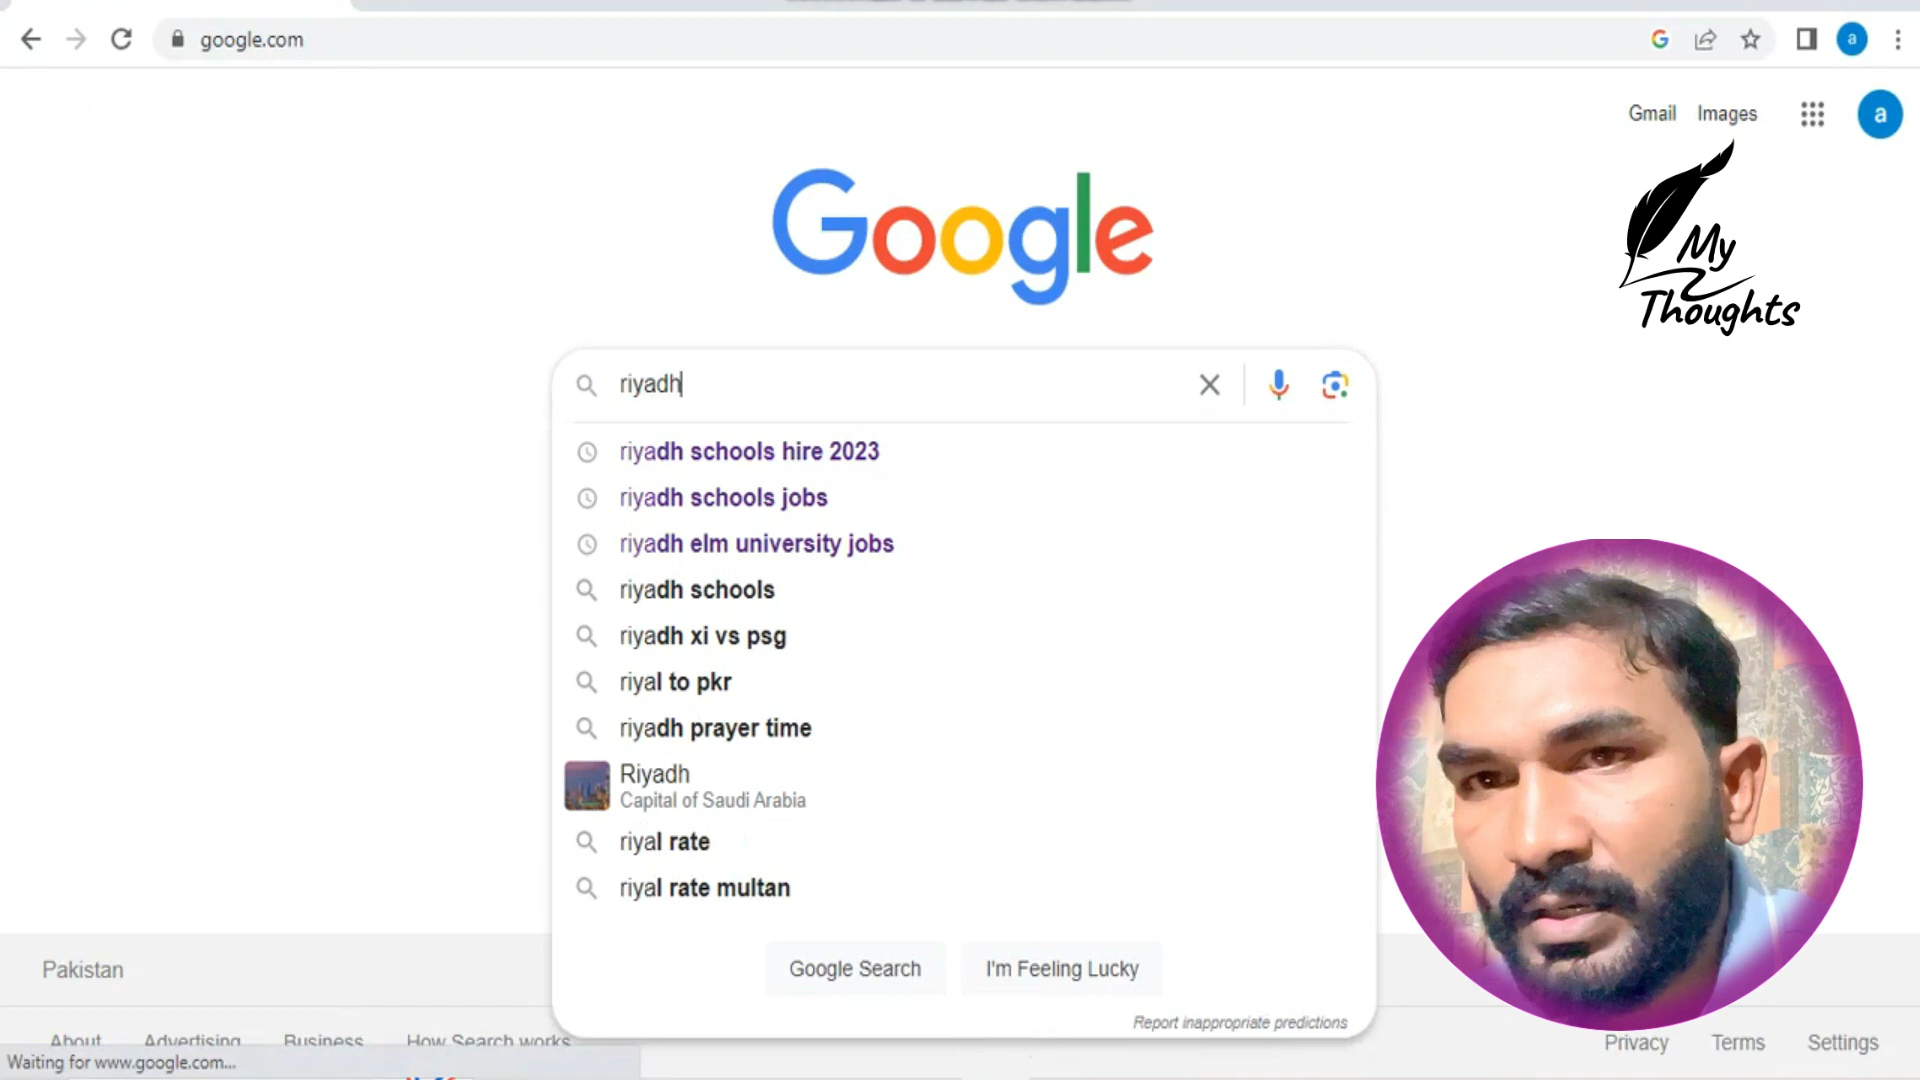 google.com
a
Gmail
Images
a
Google
My
Thoughts
riyadh
riyadh schools hire 2023
riyadh schools jobs
riyadh elm university jobs
riyadh schools
riyadh xi vs psg
riyal to pkr
riyadh prayer time
Riyadh
Capital of Saudi Arabia
riyal rate
riyal rate multan
Google Search
I'm Feeling Lucky
Report inappropriate predictions
Pakistan
About
Advertising
Business
How Search works
Privacy
Terms
Settings
Waiting for www.google.com...